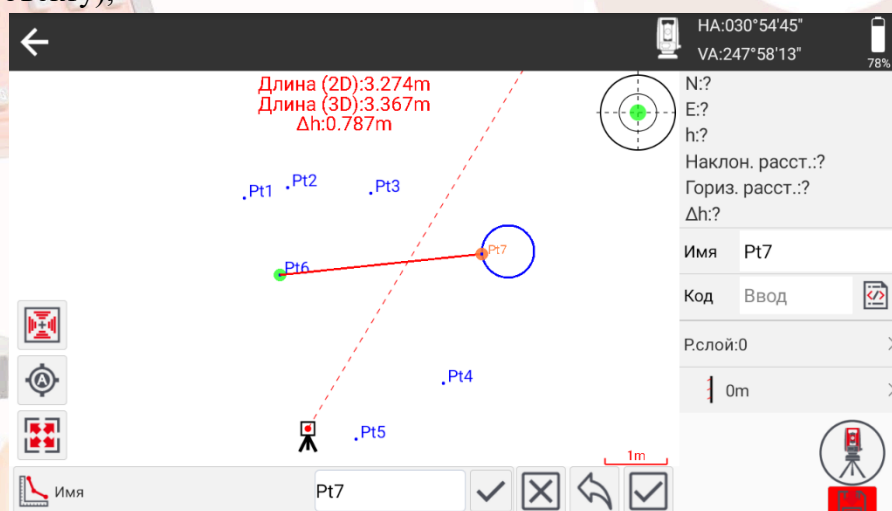 HA:030°54'45"
VA:247°58'13"
78%
Длина (2D):3.274m
Длина (3D):3.367m
Δh:0.787m
N:?
E:?
h:?
Наклон. расст.:?
Гориз. расст.:?
Δh:?
Pt1
Pt2
Pt3
Pt7
Pt6
Имя Pt7
Код Ввод
Р.слой:0
A
0m
Pt4
Pt5
1m
Имя Pt7